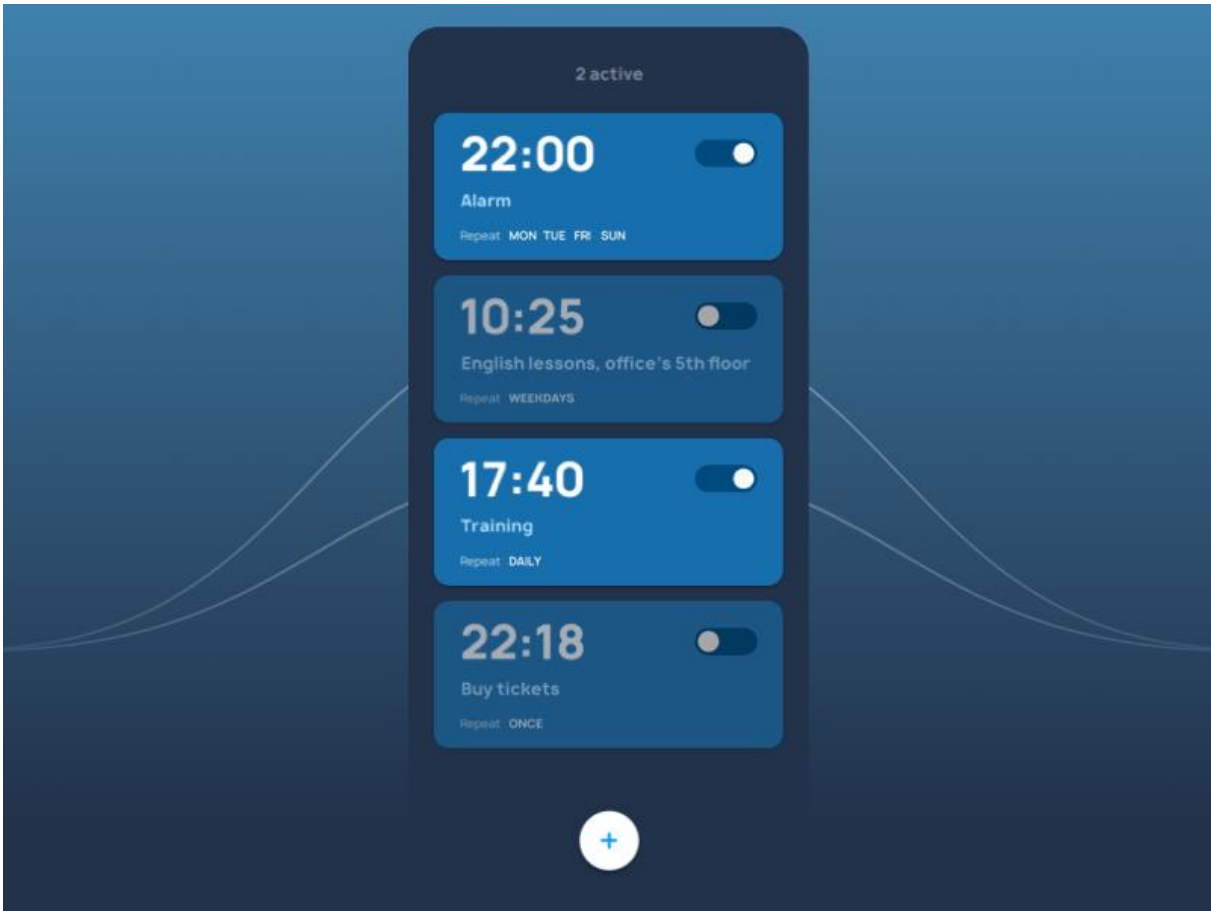 2 active
22:00
Alarm
Repeat MON TUE FRI SUN
10:25
English lessons, office's 5th floor
Repeat WEEKDAYS
17:40
Training
Repeat DAILY
22:18
Buy tickets
Repeat ONCE
+